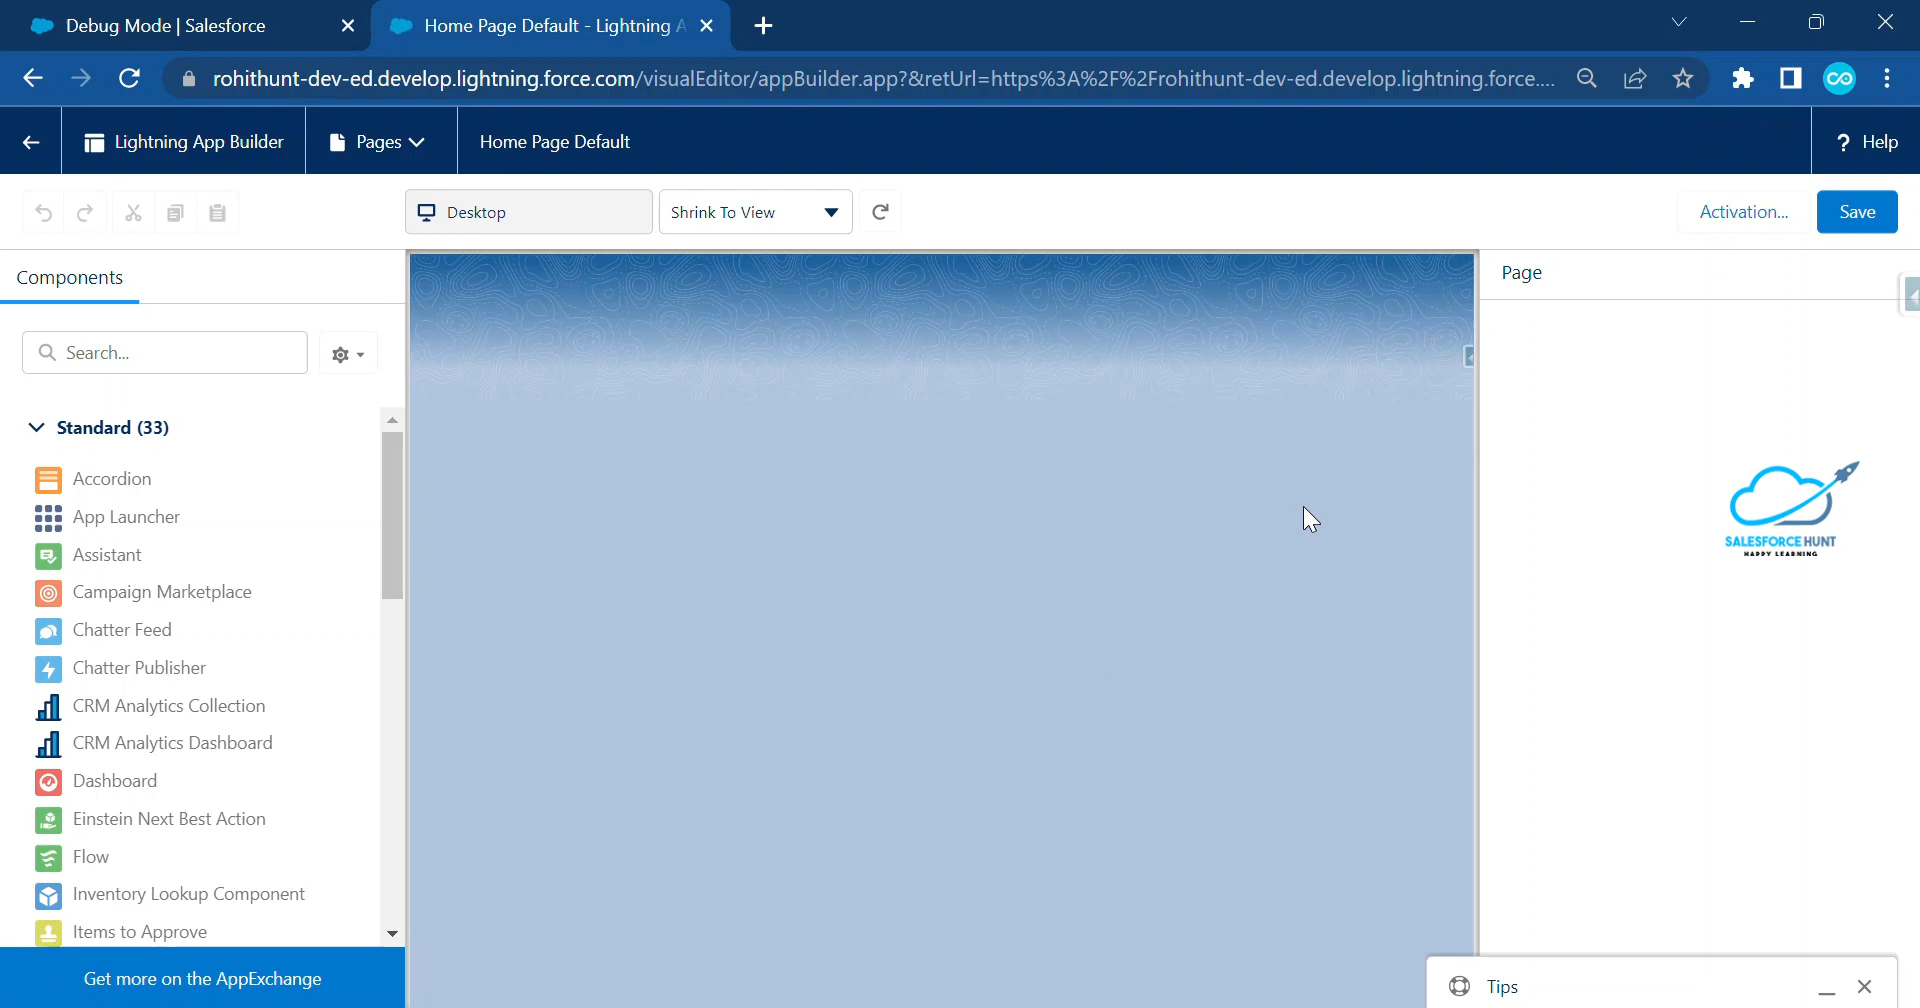 Debug Mode | Salesforce
Home Page Default - Lightning A
rohithunt-dev-ed.develop.lightning.force.com/visualEditor/appBuilder.app?&retUrl=https%3A%2F%2Frohithunt-dev-ed.develop.lightning.force....
Lightning App Builder
Pages
Home Page Default
? Help
Desktop
Shrink To View
Activation...
Save
Components
Page
Search...
Standard (33)
Accordion
App Launcher
Assistant
Campaign Marketplace
Chatter Feed
Chatter Publisher
CRM Analytics Collection
CRM Analytics Dashboard
Dashboard
Einstein Next Best Action
Flow
Inventory Lookup Component
Items to Approve
Get more on the AppExchange
SALESFORCE HUNT
HAPPY LEARNING
Tips